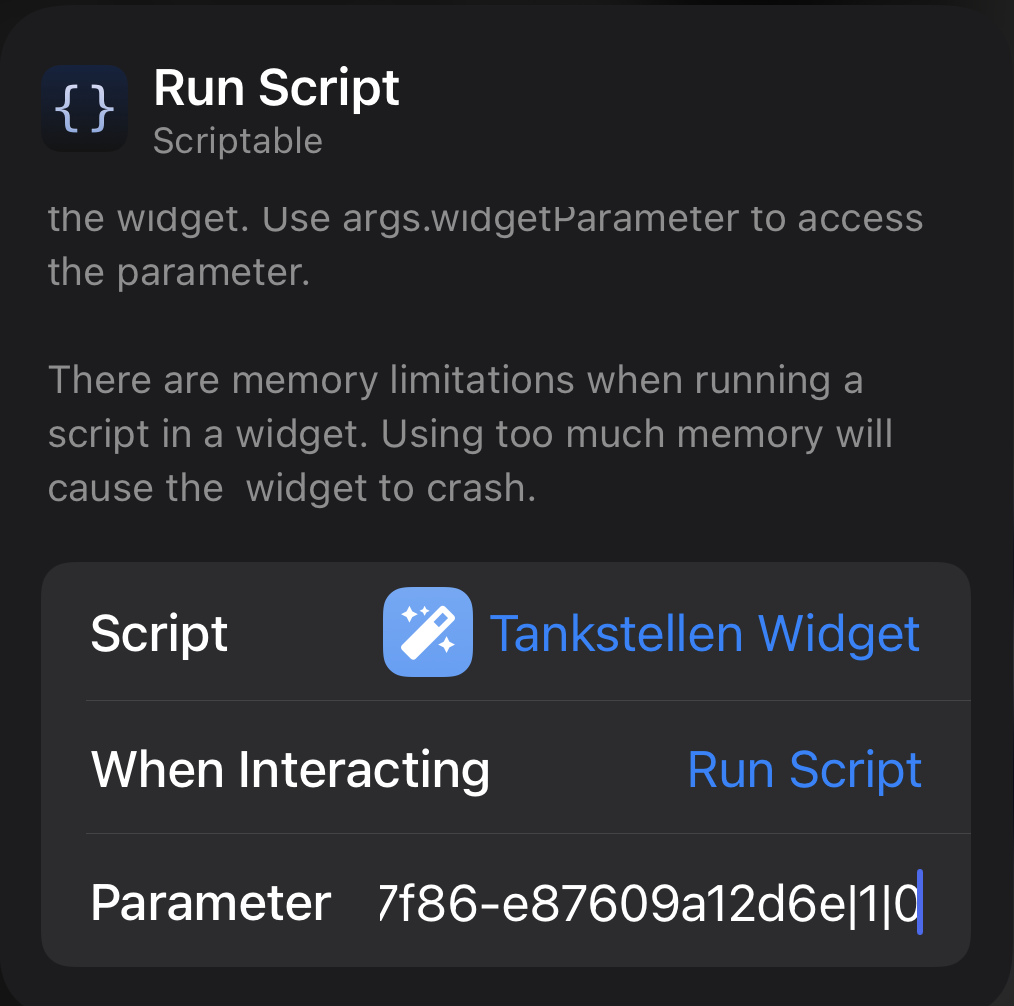 { }
Run Script
Scriptable
the widget. Use args.widgetParameter to access
the parameter.
There are memory limitations when running a
script in a widget. Using too much memory will
cause the  widget to crash.
Script Tankstellen Widget
When Interacting Run Script
Parameter 7f86-e87609a12d6e|1|0